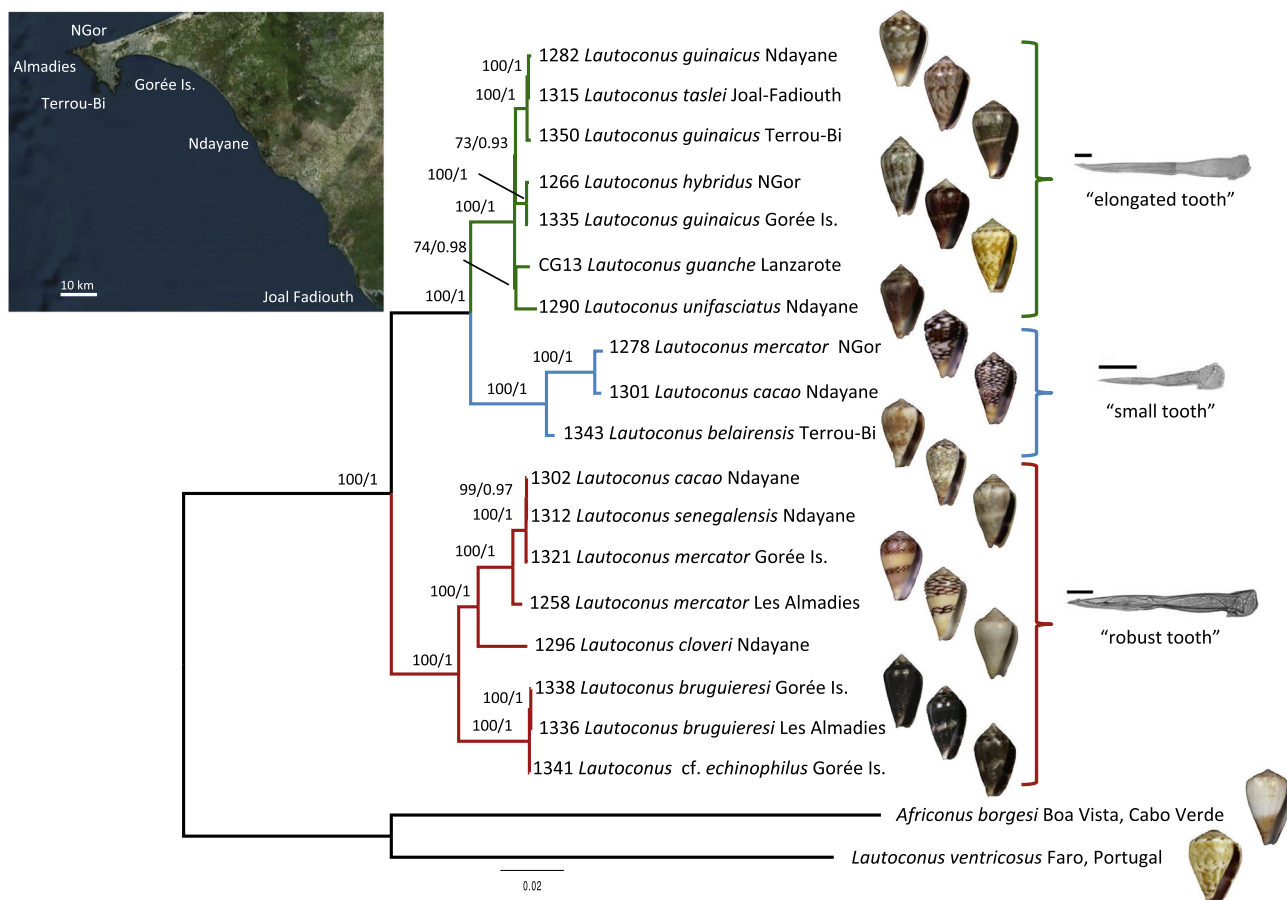 NGor
Almadies
Gorée Is.
Terrou-Bi
Ndayane
10 km
Joal Fadiouth
1282 Lautoconus guinaicus Ndayane
100/1
1315 Lautoconus taslei Joal-Fadiouth
100/1
1350 Lautoconus guinaicus Terrou-Bi
73/0.93
100/1
1266 Lautoconus hybridus NGor
100/1
1335 Lautoconus guinaicus Gorée Is.
74/0.98
CG13 Lautoconus guanche Lanzarote
100/1
1290 Lautoconus unifasciatus Ndayane
"elongated tooth"
1278 Lautoconus mercator NGor
100/1
1301 Lautoconus cacao Ndayane
100/1
1343 Lautoconus belairensis Terrou-Bi
"small tooth"
100/1
1302 Lautoconus cacao Ndayane
99/0.97
1312 Lautoconus senegalensis Ndayane
100/1
1321 Lautoconus mercator Gorée Is.
100/1
1258 Lautoconus mercator Les Almadies
100/1
1296 Lautoconus cloveri Ndayane
100/1
1338 Lautoconus bruguieresi Gorée Is.
100/1
1336 Lautoconus bruguieresi Les Almadies
100/1
1341 Lautoconus cf. echinophilus Gorée Is.
"robust tooth"
Africonus borgesi Boa Vista, Cabo Verde
Lautoconus ventricosus Faro, Portugal
0.02